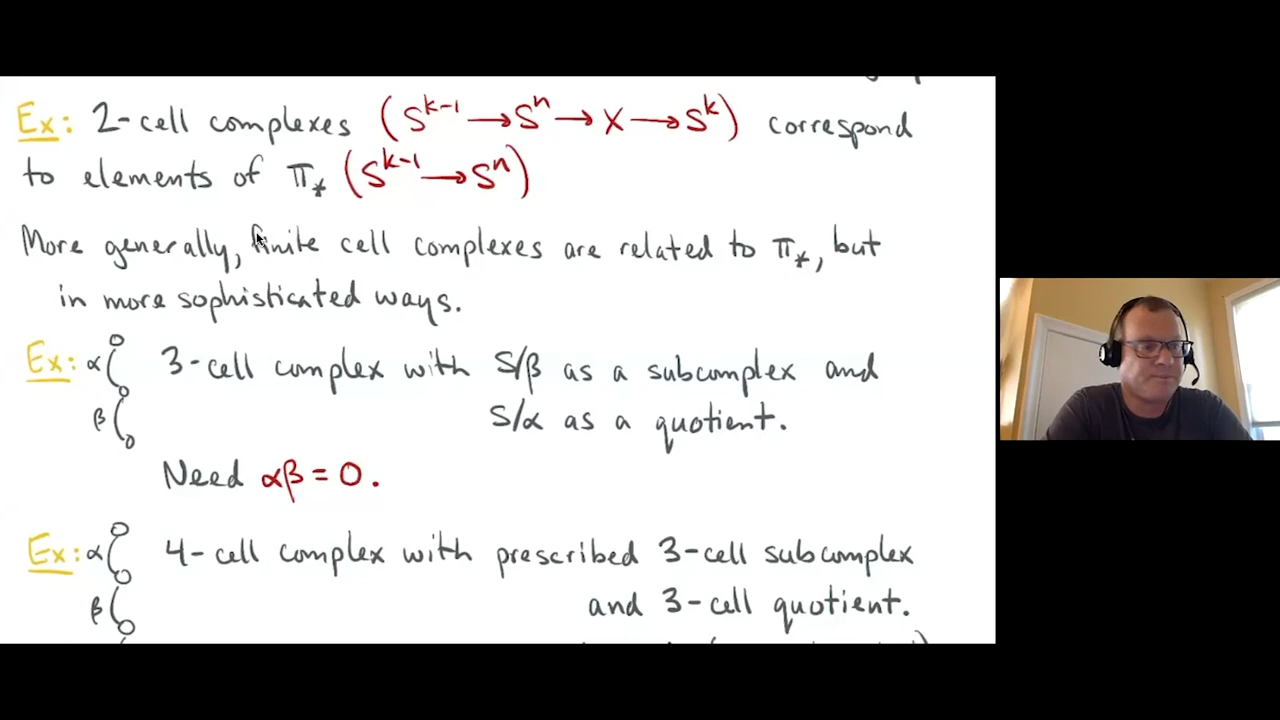 Ex: 2-cell complexes (S^{k-1} → S^n → X → S^k) correspond
to elements of π_* (S^{k-1} → S^n)
More generally, finite cell complexes are related to π_*, but
in more sophisticated ways.
Ex: α 3-cell complex with S/β as a subcomplex and
β S/α as a quotient.
Need αβ = 0.
Ex: α 4-cell complex with prescribed 3-cell subcomplex
β and 3-cell quotient.